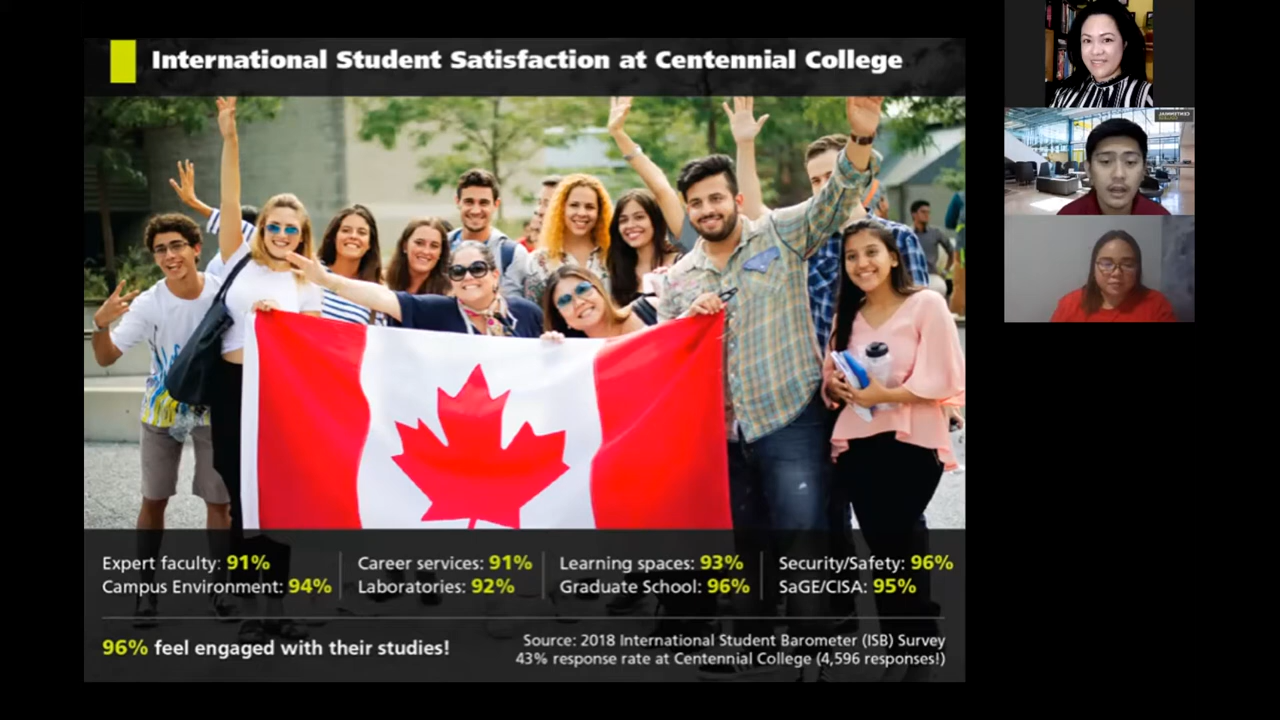 International Student Satisfaction at Centennial College
Expert faculty: 91%
Campus Environment: 94%
Career services: 91%
Laboratories: 92%
Learning spaces: 93%
Graduate School: 96%
Security/Safety: 96%
SaGE/CISA: 95%
96% feel engaged with their studies!
Source: 2018 International Student Barometer (ISB) Survey
43% response rate at Centennial College (4,596 responses!)
CENTENNIAL